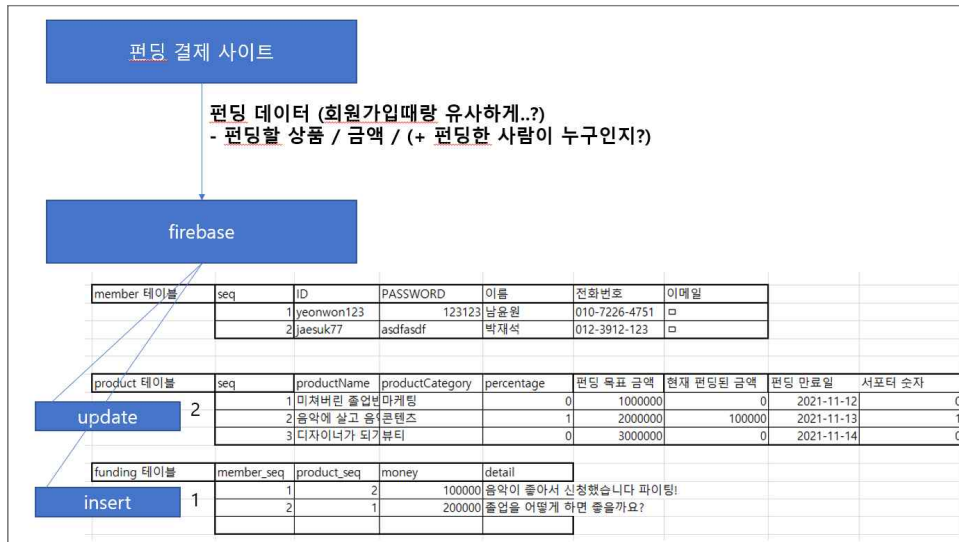 펀딩 결제 사이트
펀딩 데이터 (회원가입때랑 유사하게..?)
- 펀딩할 상품 / 금액 / (+ 펀딩한 사람이 누구인지?)
firebase
member 테이블 seq ID PASSWORD 이름 전화번호 이메일
1 yeonwon123 123123 남윤원 010-7226-4751 ㅁ
2 jaesuk77 asdfasdf 박재석 012-3912-123 ㅁ
product 테이블 seq productName productCategory percentage 펀딩 목표 금액 현재 펀딩된 금액 펀딩 만료일 서포터 숫자
1 미쳐버린 졸업 마케팅 0 1000000 0 2021-11-12 0
update 2
2 음악에 살고 음 콘텐츠 1 2000000 100000 2021-11-13 1
3 디자이너가 되기 뷰티 0 3000000 0 2021-11-14 0
funding 테이블 member_seq product_seq money detail
insert 1
1 2 100000 음악이 좋아서 신청했습니다 파이팅!
2 1 200000 졸업을 어떻게 하면 좋을까요?